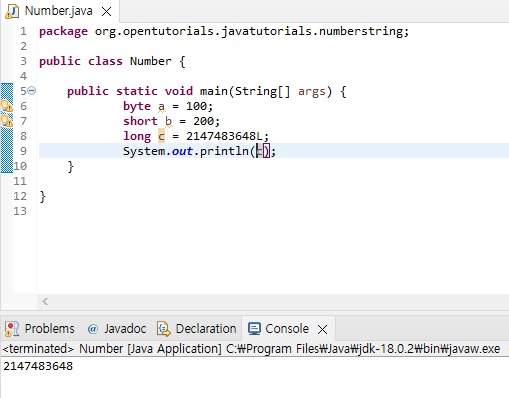 Number.java
1 package org.opentutorials.javatutorials.numberstring;
2
3 public class Number {
4
5 public static void main(String[] args) {
6 byte a = 100;
7 short b = 200;
8 long c = 2147483648L;
9 System.out.println(c);
10 }
11
12 }
13
Problems @ Javadoc Declaration Console
<terminated> Number [Java Application] C:₩Program Files₩Java₩jdk-18.0.2₩bin₩javaw.exe
2147483648